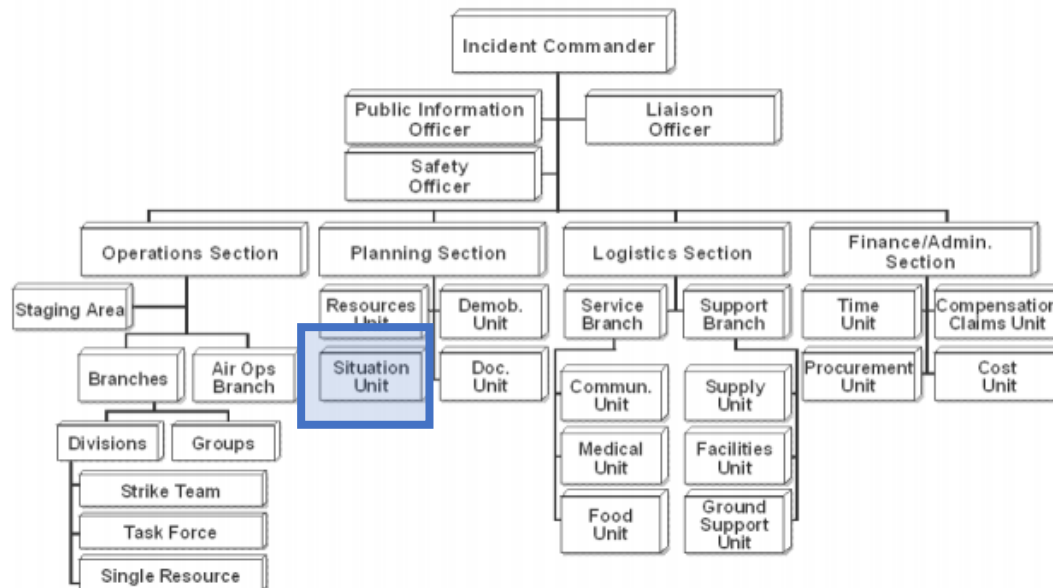 Incident Commander
Public Information
Officer
Liaison
Officer
Safety
Officer
Operations Section
Planning Section
Logistics Section
Finance/Admin.
Section
Staging Area
Resources
Unit
Demob.
Unit
Service
Branch
Support
Branch
Time
Unit
Compensation
Claims Unit
Branches
Air Ops
Branch
Situation
Unit
Doc.
Unit
Commun.
Unit
Supply
Unit
Procurement
Unit
Cost
Unit
Divisions
Groups
Medical
Unit
Facilities
Unit
Strike Team
Task Force
Single Resource
Food
Unit
Ground
Support
Unit